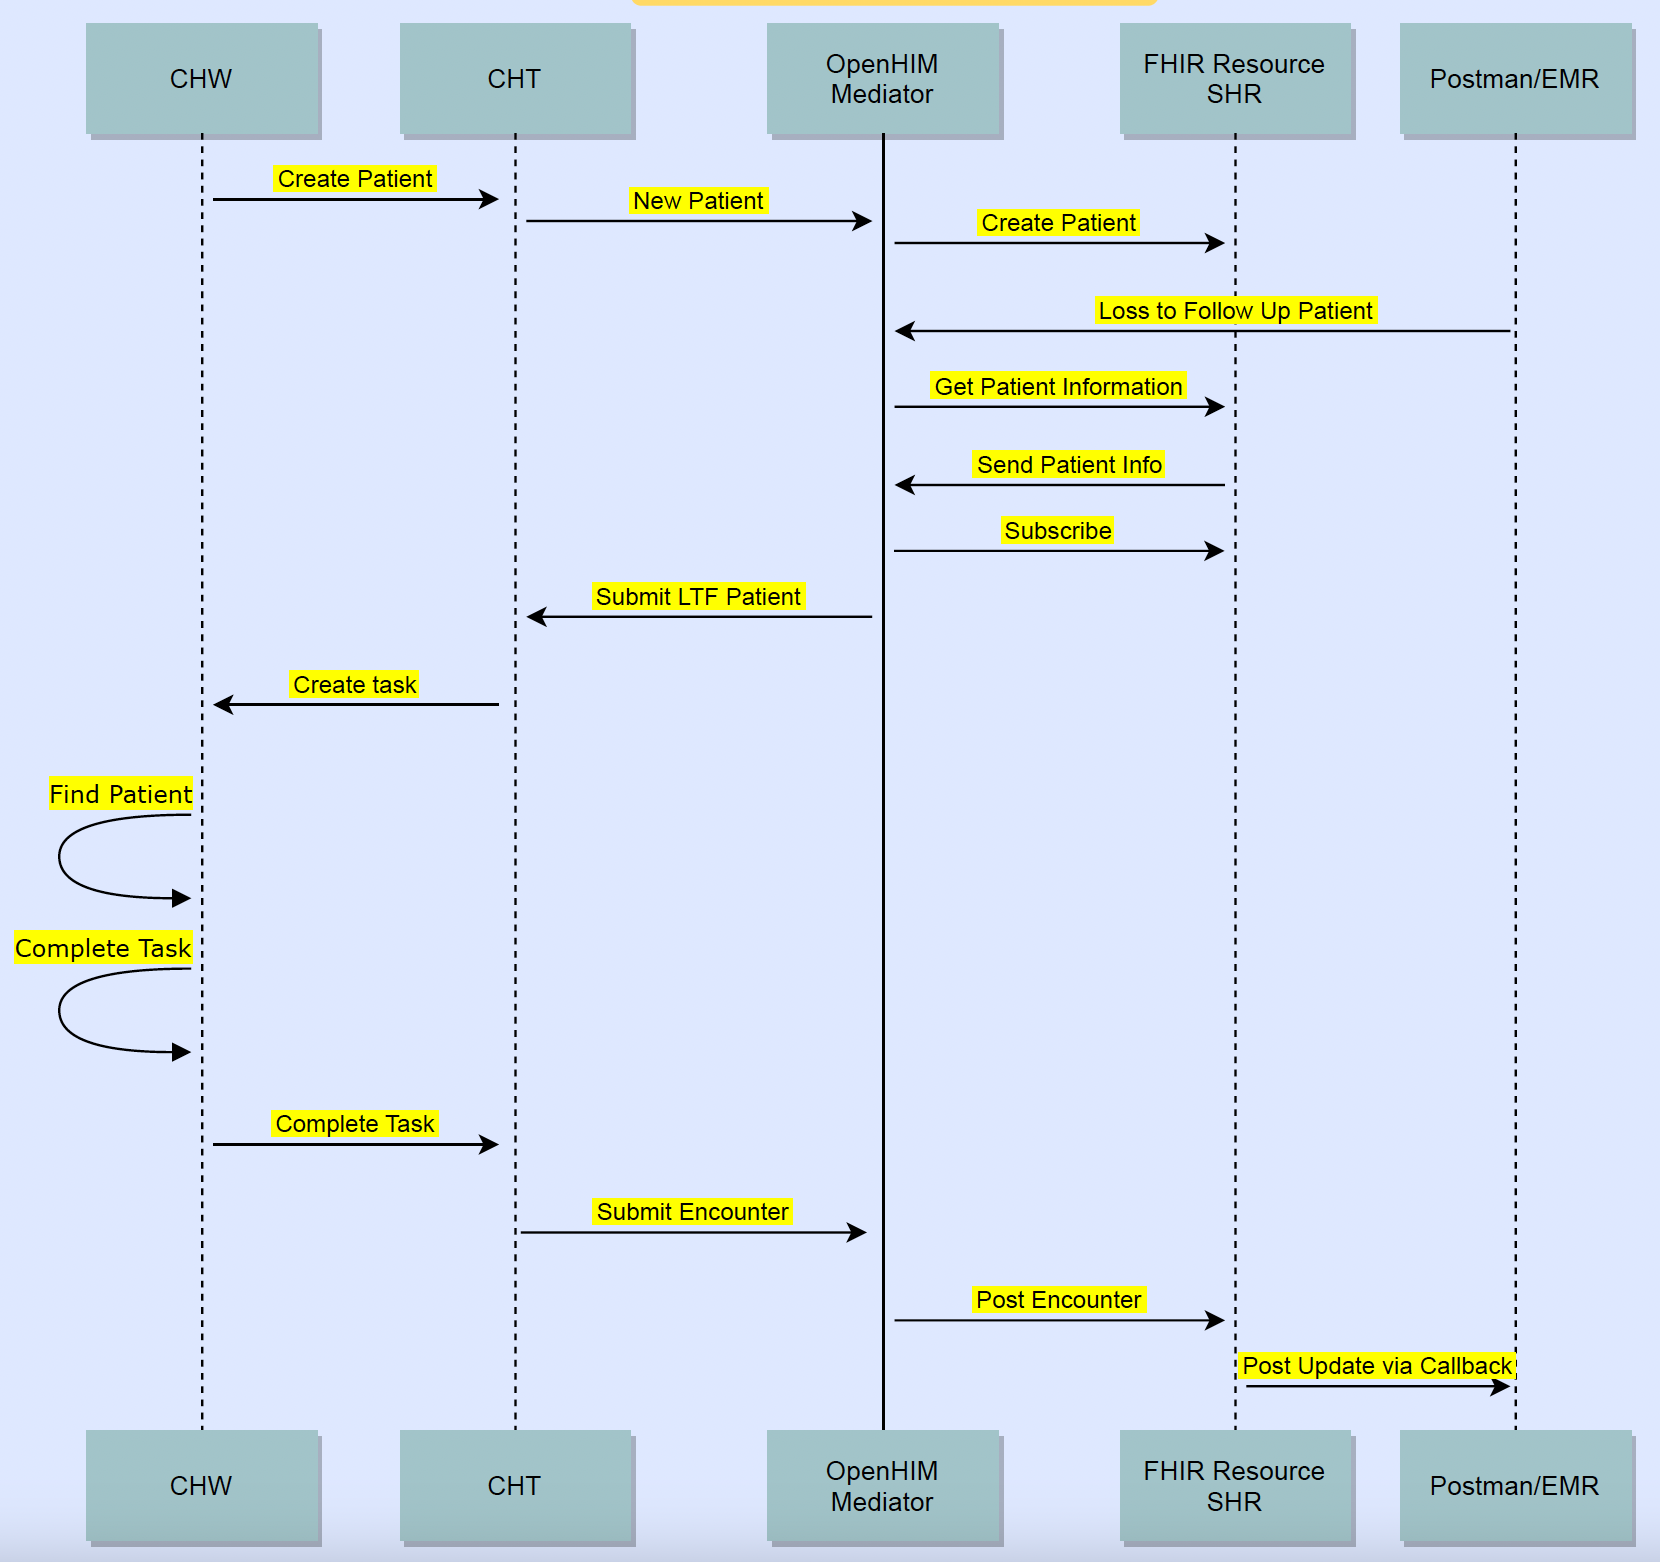 CHW
CHT
OpenHIM
Mediator
FHIR Resource
SHR
Postman/EMR
Create Patient
New Patient
Create Patient
Loss to Follow Up Patient
Get Patient Information
Send Patient Info
Subscribe
Submit LTF Patient
Create task
Find Patient
Complete Task
Complete Task
Submit Encounter
Post Encounter
Post Update via Callback
CHW
CHT
OpenHIM
Mediator
FHIR Resource
SHR
Postman/EMR